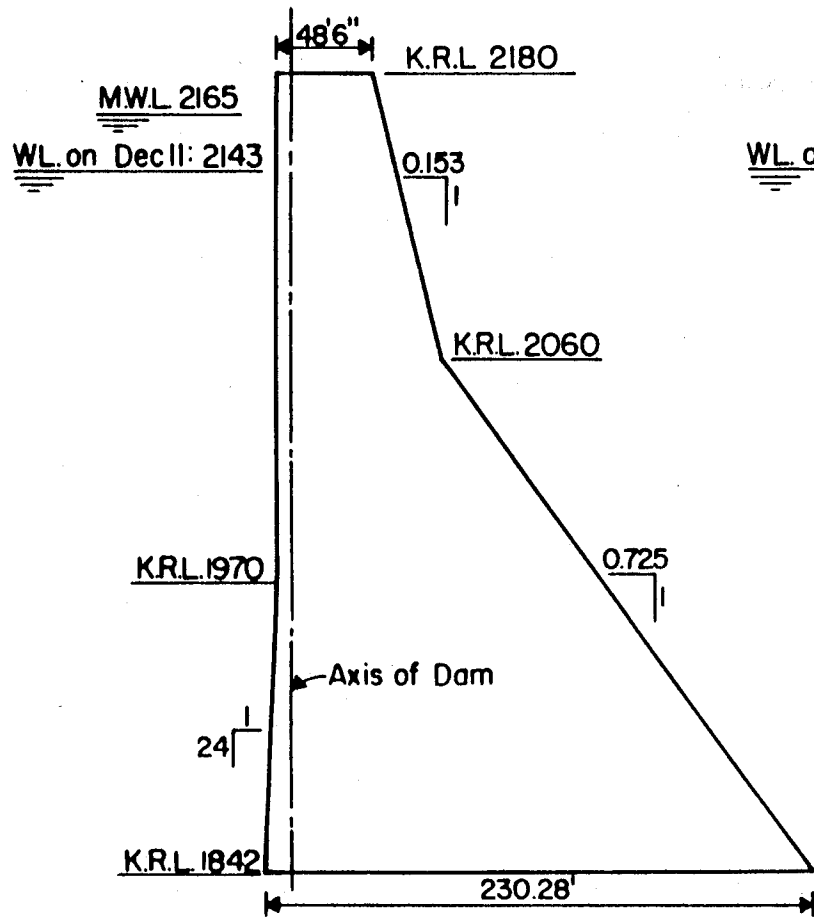 48'6"
K.R.L. 2180
M.W.L. 2165
WL. on Dec 11: 2143
0.153
1
WL. o
K.R.L. 2060
K.R.L. 1970
0.725
1
Axis of Dam
1
24
K.R.L. 1842
230.28'